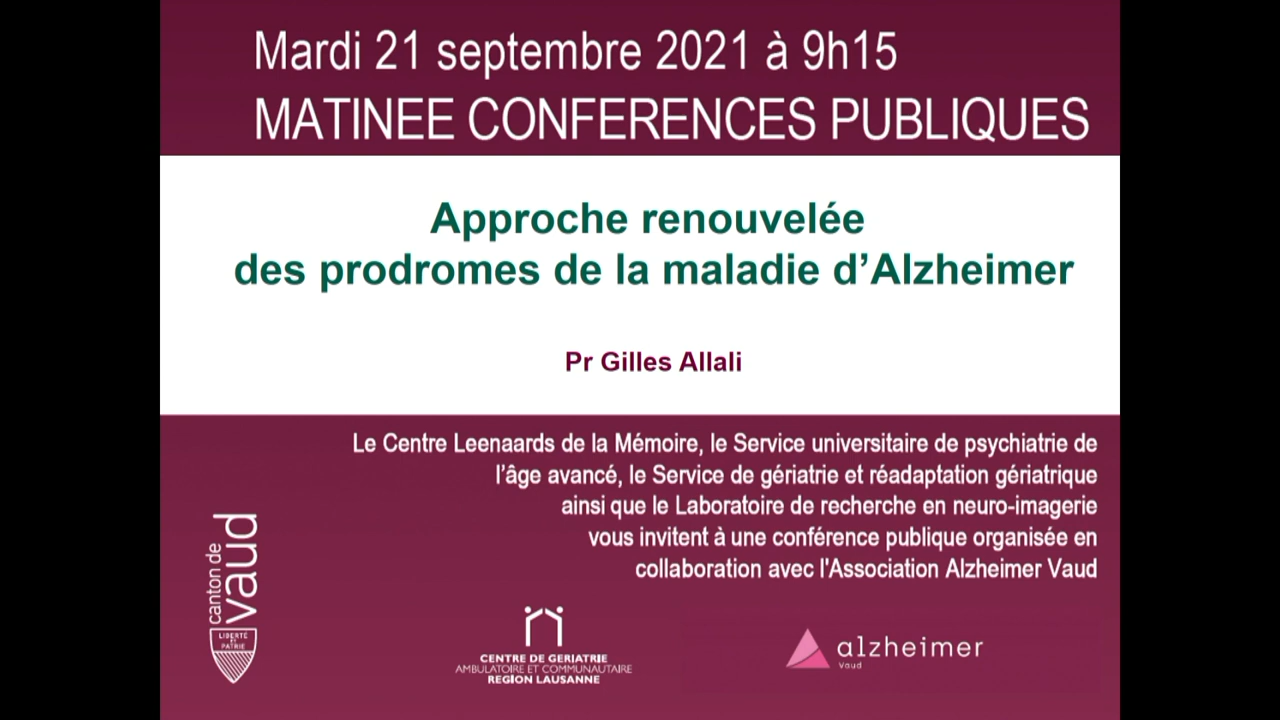 Mardi 21 septembre 2021 à 9h15
MATINEE CONFERENCES PUBLIQUES
Approche renouvelée
des prodromes de la maladie d’Alzheimer
Pr Gilles Allali
Le Centre Leenaards de la Mémoire, le Service universitaire de psychiatrie de
l’âge avancé, le Service de gériatrie et réadaptation gériatrique
ainsi que le Laboratoire de recherche en neuro-imagerie
vous invitent à une conférence publique organisée en
collaboration avec l'Association Alzheimer Vaud
canton de
vaud
LIBERTÉ
ET
PATRIE
CENTRE DE GERIATRIE
AMBULATOIRE ET COMMUNAUTAIRE
REGION LAUSANNE
alzheimer
Vaud